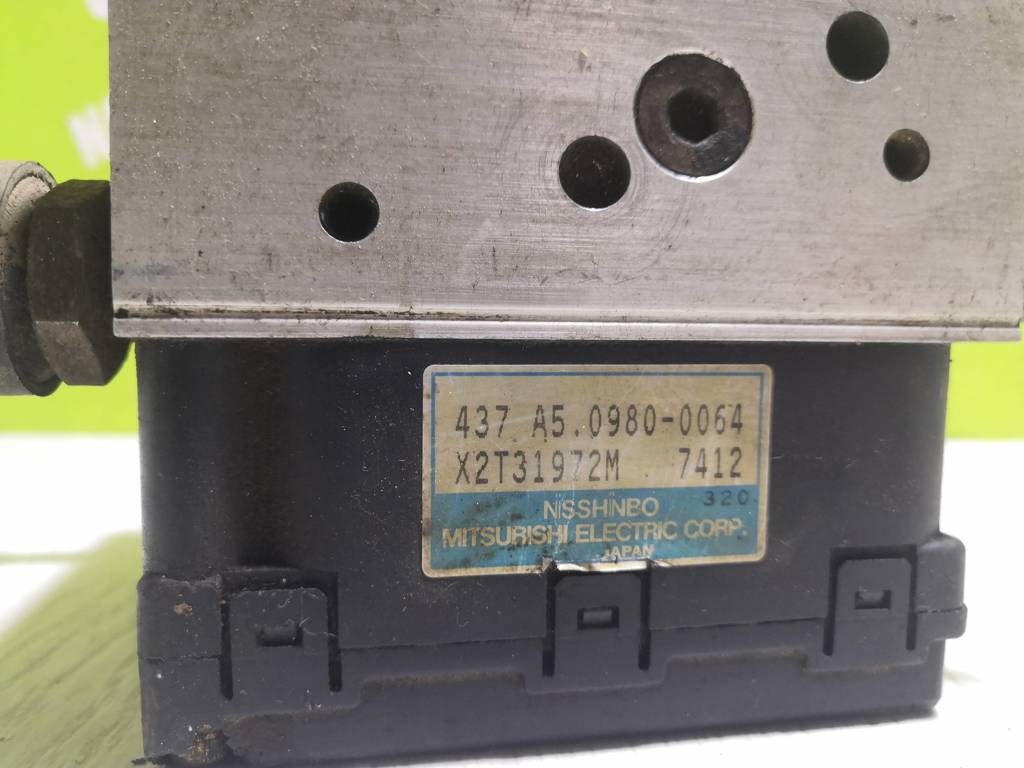 437 A5.0980-0064
X2T31972M 7412
320
NISSHINBO
MITSUBISHI ELECTRIC CORP.
JAPAN